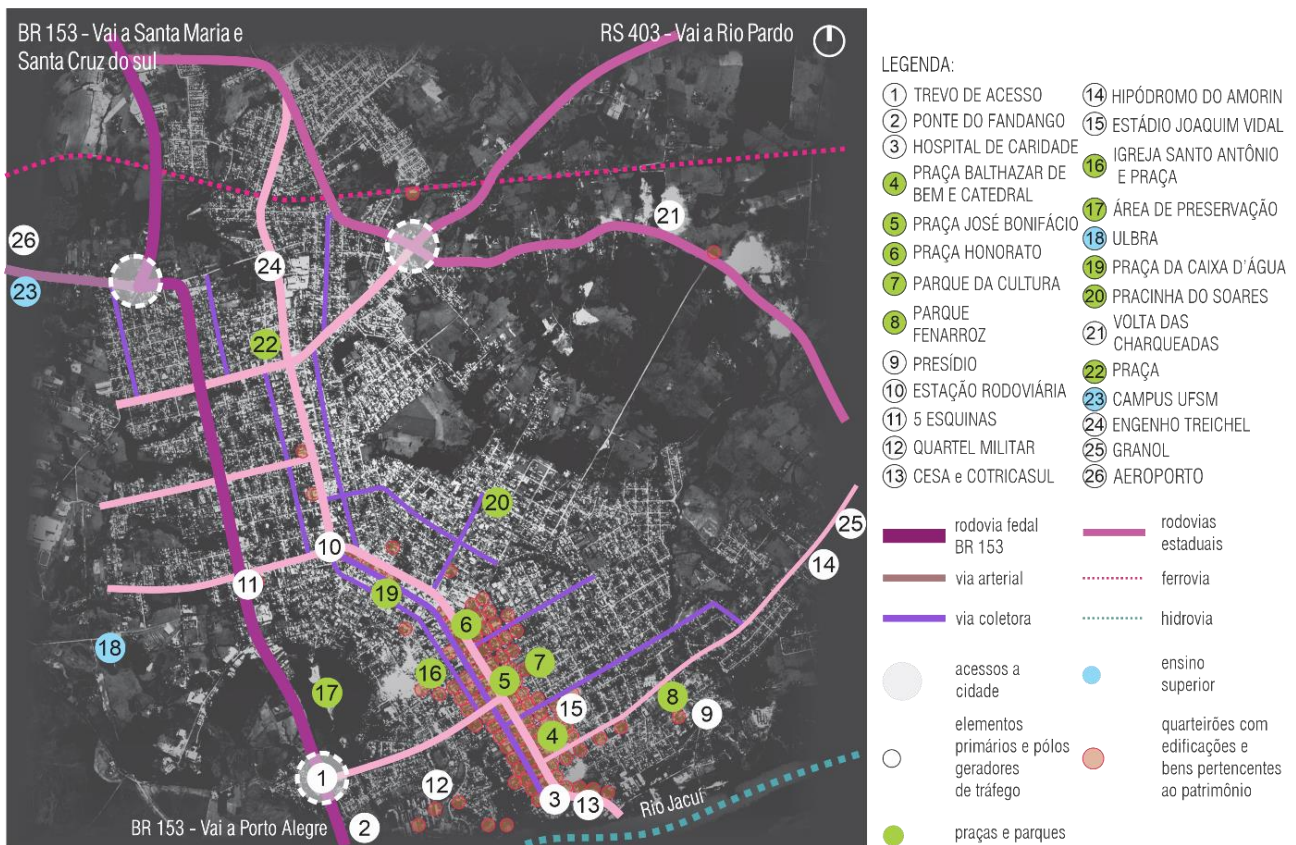 BR 153 - Vai a Santa Maria e
Santa Cruz do sul
RS 403 - Vai a Rio Pardo
21
26
24
23
22
20
25
10
14
11
19
6
18
16
7
17
5
8
15
9
4
1
12
3
13
Rio Jacuí
BR 153 - Vai a Porto Alegre
2
LEGENDA:
1 TREVO DE ACESSO
2 PONTE DO FANDANGO
3 HOSPITAL DE CARIDADE
4 PRAÇA BALTHAZAR DE
BEM E CATEDRAL
5 PRAÇA JOSÉ BONIFÁCIO
6 PRAÇA HONORATO
7 PARQUE DA CULTURA
8 PARQUE
FENARROZ
9 PRESÍDIO
10 ESTAÇÃO RODOVIÁRIA
11 5 ESQUINAS
12 QUARTEL MILITAR
13 CESA e COTRICASUL
14 HIPÓDROMO DO AMORIN
15 ESTÁDIO JOAQUIM VIDAL
16 IGREJA SANTO ANTÔNIO
E PRAÇA
17 ÁREA DE PRESERVAÇÃO
18 ULBRA
19 PRAÇA DA CAIXA D'ÁGUA
20 PRACINHA DO SOARES
21 VOLTA DAS
CHARQUEADAS
22 PRAÇA
23 CAMPUS UFSM
24 ENGENHO TREICHEL
25 GRANOL
26 AEROPORTO
rodovia fedal
BR 153
via arterial
via coletora
acessos a
cidade
elementos
primários e pólos
geradores
de tráfego
praças e parques
rodovias
estaduais
ferrovia
hidrovia
ensino
superior
quarteirões com
edificações e
bens pertencentes
ao patrimônio